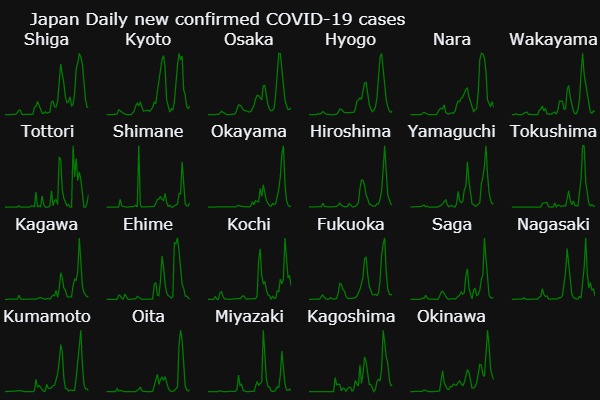 Japan Daily new confirmed COVID-19 cases
Shiga Kyoto Osaka Hyogo Nara Wakayama
Tottori Shimane Okayama Hiroshima Yamaguchi Tokushima
Kagawa Ehime Kochi Fukuoka Saga Nagasaki
Kumamoto Oita Miyazaki Kagoshima Okinawa